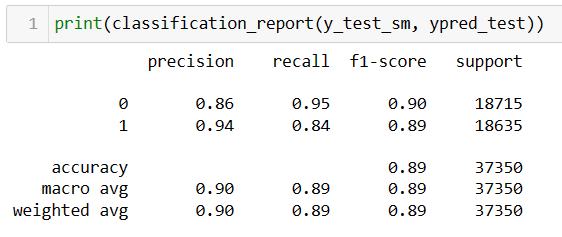 1 print(classification_report(y_test_sm, ypred_test))
precision recall f1-score support
0 0.86 0.95 0.90 18715
1 0.94 0.84 0.89 18635
accuracy 0.89 37350
macro avg 0.90 0.89 0.89 37350
weighted avg 0.90 0.89 0.89 37350